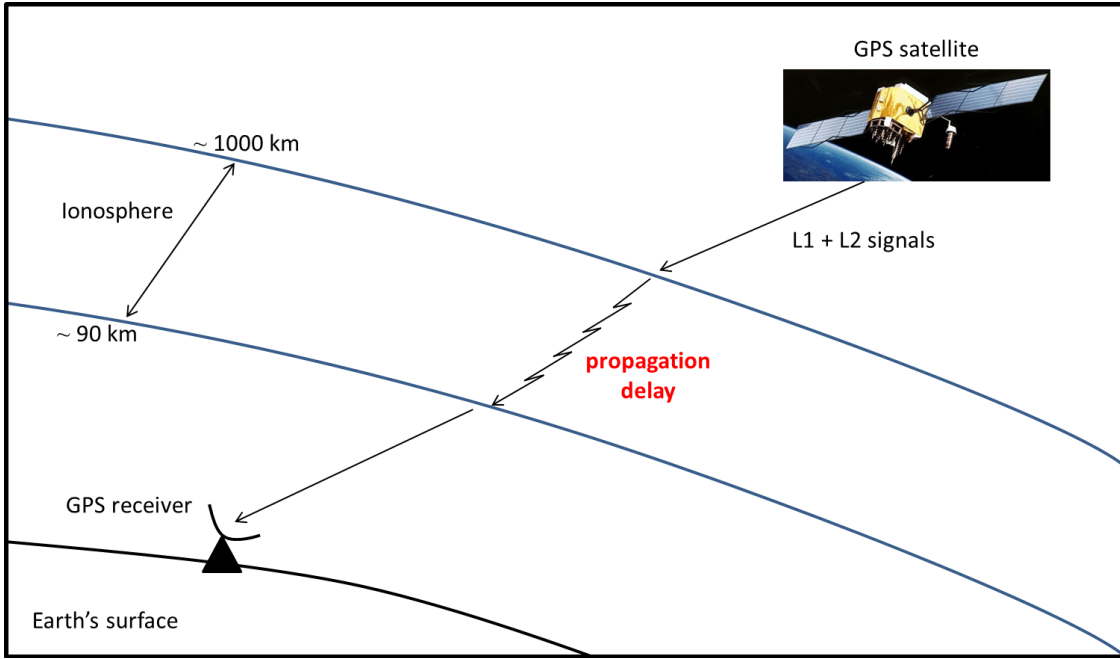 GPS satellite
~ 1000 km
Ionosphere
L1 + L2 signals
~ 90 km
propagation
delay
GPS receiver
Earth's surface